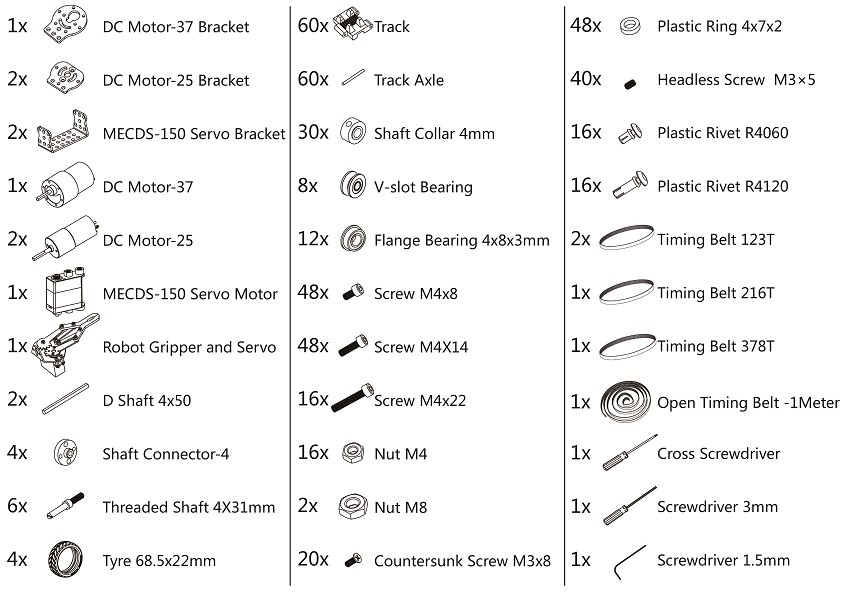 1x DC Motor-37 Bracket
2x DC Motor-25 Bracket
2x MECDS-150 Servo Bracket
1x DC Motor-37
2x DC Motor-25
1x MECDS-150 Servo Motor
1x Robot Gripper and Servo
2x D Shaft 4x50
4x Shaft Connector-4
6x Threaded Shaft 4X31mm
4x Tyre 68.5x22mm
60x Track
60x Track Axle
30x Shaft Collar 4mm
8x V-slot Bearing
12x Flange Bearing 4x8x3mm
48x Screw M4x8
48x Screw M4X14
16x Screw M4x22
16x Nut M4
2x Nut M8
20x Countersunk Screw M3x8
48x Plastic Ring 4x7x2
40x Headless Screw M3×5
16x Plastic Rivet R4060
16x Plastic Rivet R4120
2x Timing Belt 123T
1x Timing Belt 216T
1x Timing Belt 378T
1x Open Timing Belt -1Meter
1x Cross Screwdriver
1x Screwdriver 3mm
1x Screwdriver 1.5mm